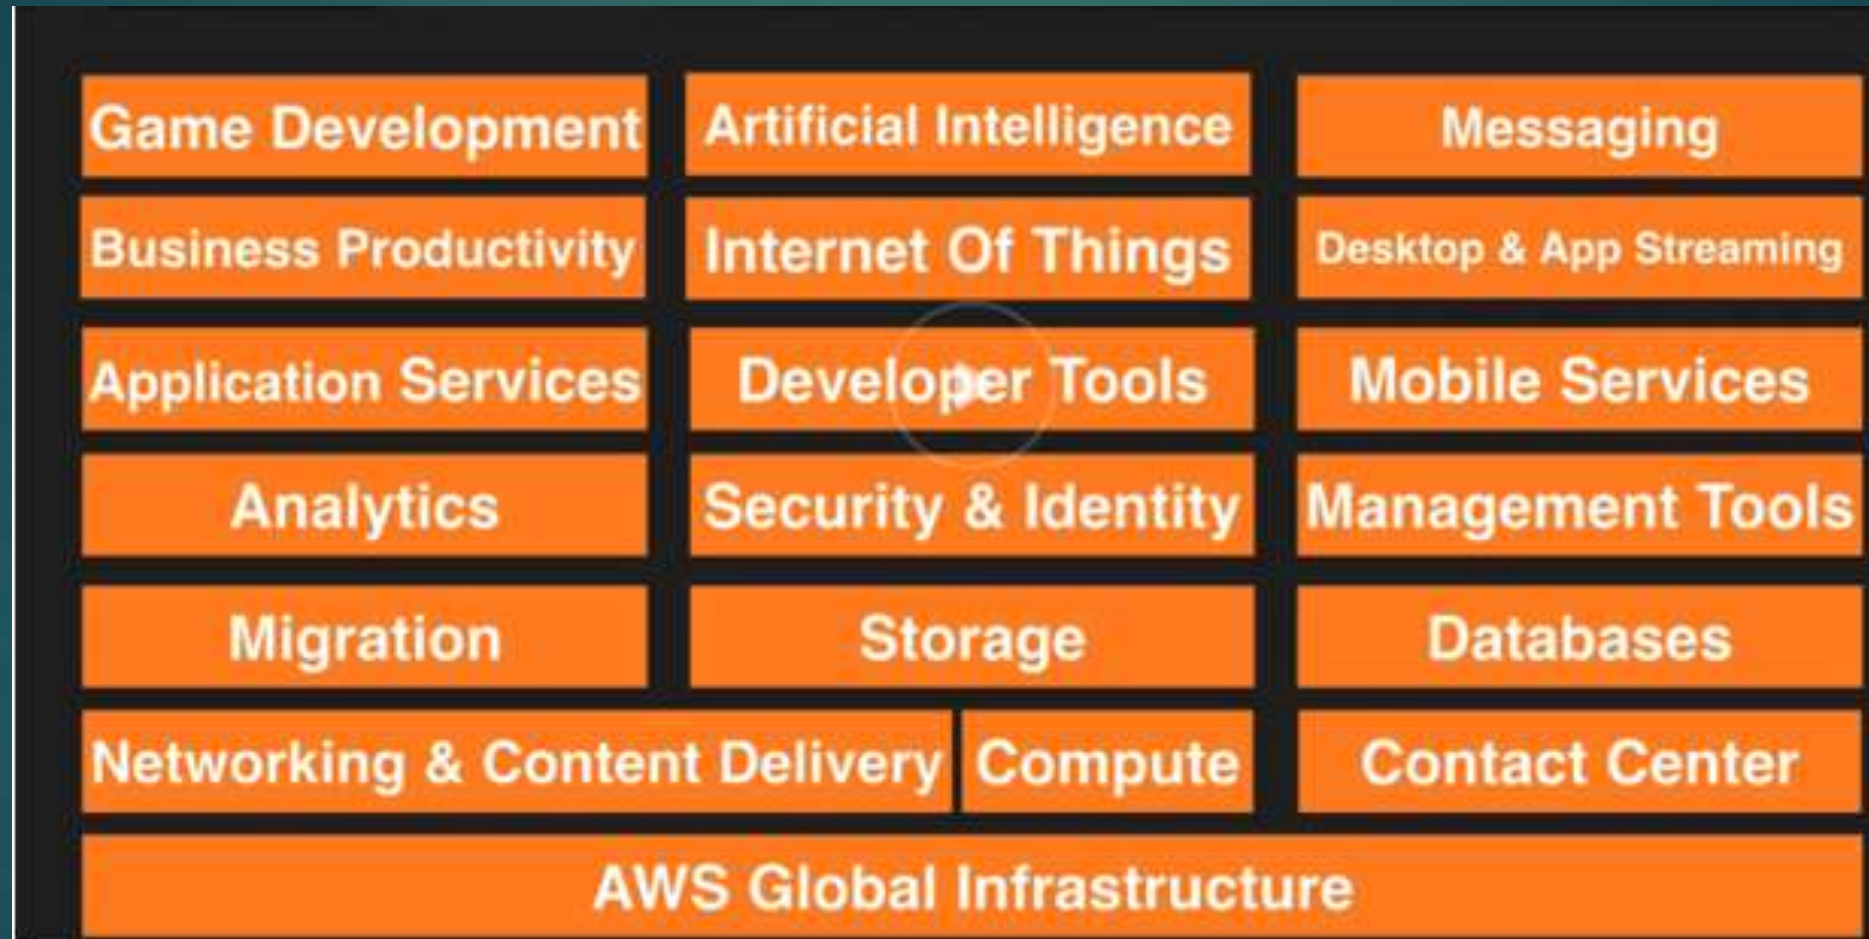 Game Development
Artificial Intelligence
Messaging
Business Productivity
Internet Of Things
Desktop & App Streaming
Application Services
Developer Tools
Mobile Services
Analytics
Security & Identity
Management Tools
Migration
Storage
Databases
Networking & Content Delivery
Compute
Contact Center
AWS Global Infrastructure